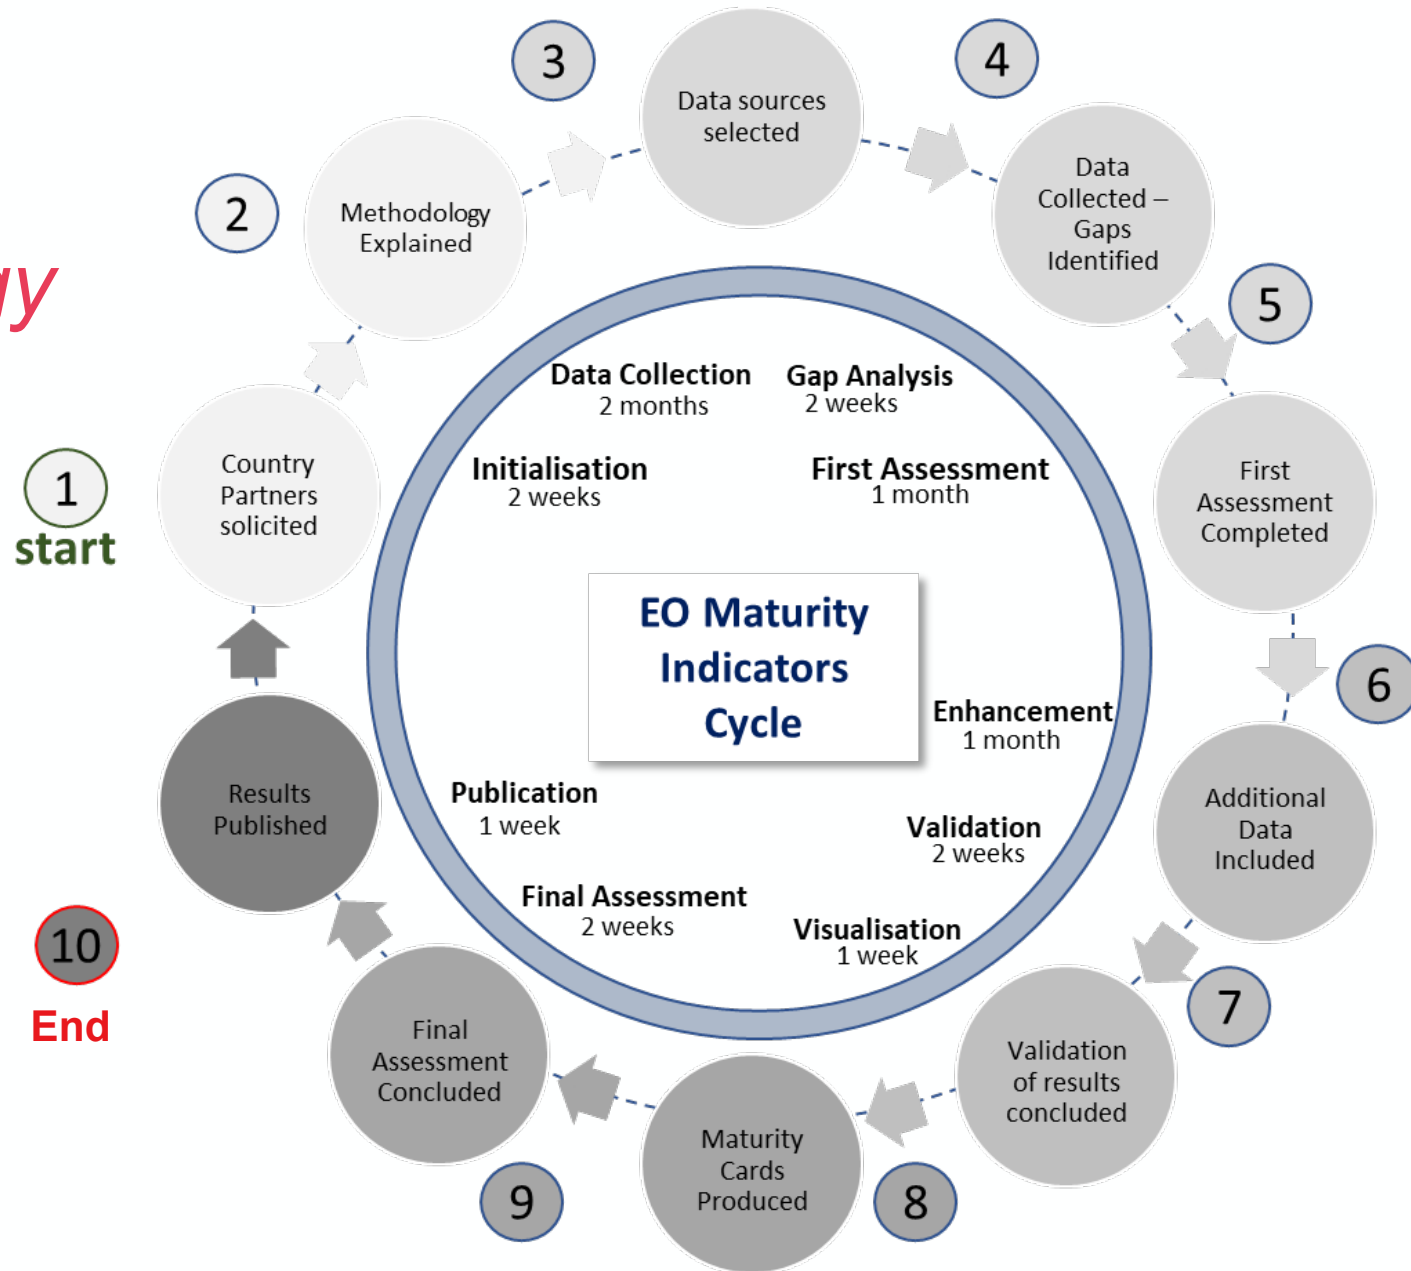 3
4
Data sources
selected
Data
Collected –
Gaps
Identified
2
Methodology
Explained
gy
5
Data Collection
2 months
Gap Analysis
2 weeks
1
start
Country
Partners
solicited
Initialisation
2 weeks
First Assessment
1 month
First
Assessment
Completed
EO Maturity
Indicators
Cycle
6
Enhancement
1 month
Results
Published
Publication
1 week
Validation
2 weeks
Additional
Data
Included
Final Assessment
2 weeks
Visualisation
1 week
10
End
7
Final
Assessment
Concluded
Validation
of results
concluded
Maturity
Cards
Produced
9
8